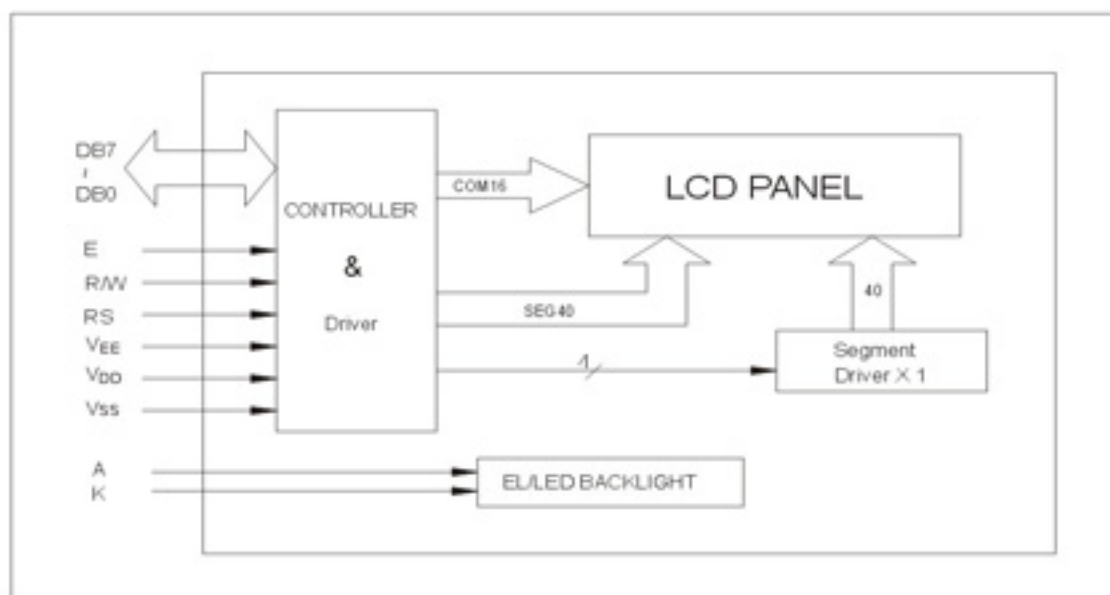 DB7
~
DB0
E
R/W
RS
VEE
VDD
VSS
A
K
CONTROLLER
&
Driver
COM16
SEG40
LCD PANEL
40
Segment
Driver X 1
EL/LED BACKLIGHT